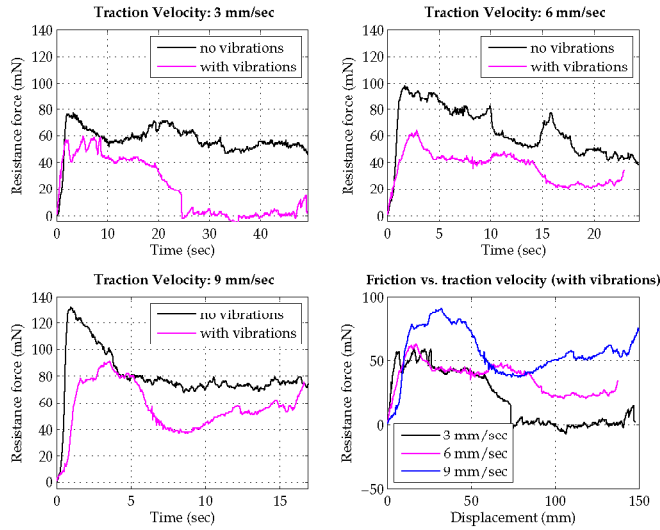 Traction Velocity: 3 mm/sec
Resistance force (mN)
140
120
100
80
60
40
20
0
no vibrations
with vibrations
0 10 20 30 40
Time (sec)
Traction Velocity: 6 mm/sec
Resistance force (mN)
140
120
100
80
60
40
20
0
no vibrations
with vibrations
0 5 10 15 20
Time (sec)
Traction Velocity: 9 mm/sec
Resistance force (mN)
140
120
100
80
60
40
20
0
no vibrations
with vibrations
0 5 10 15
Time (sec)
Friction vs. traction velocity (with vibrations)
Resistance force (mN)
100
50
0
−50
3 mm/sec
6 mm/sec
9 mm/sec
0 50 100 150
Displacement (mm)